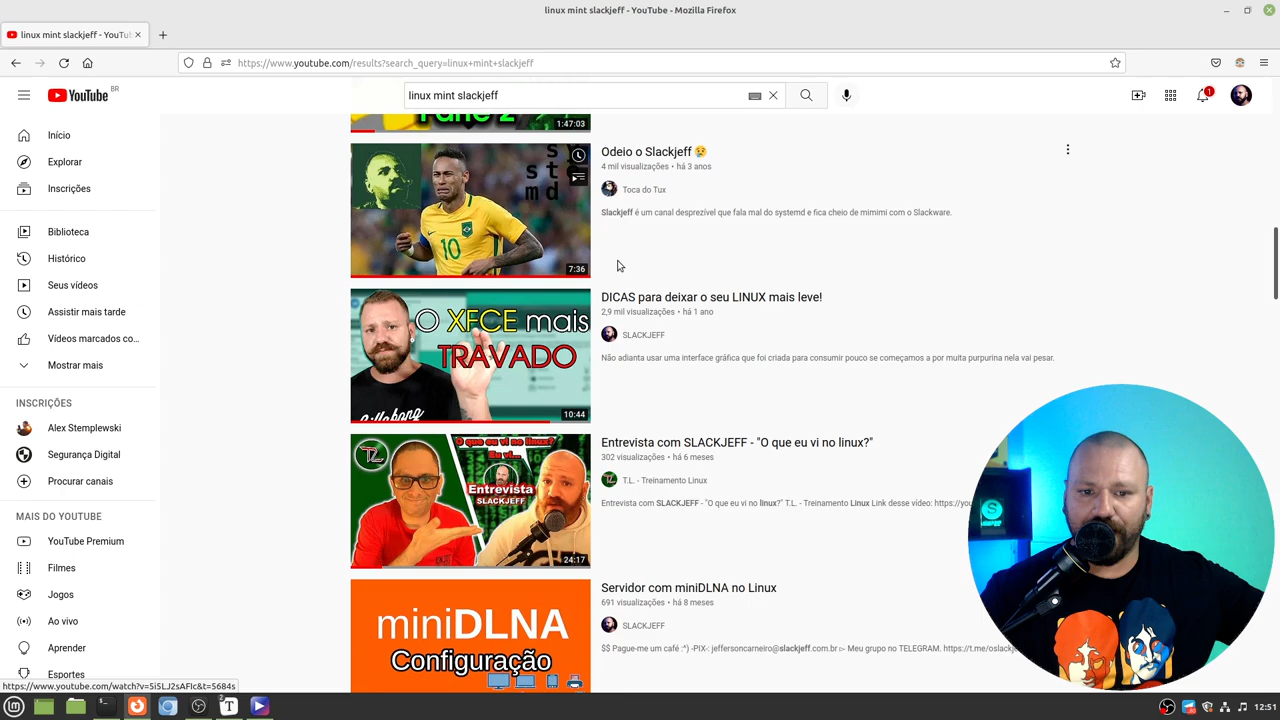 linux mint slackjeff - YouTube - Mozilla Firefox
linux mint slackjeff - YouTub
https://www.youtube.com/results?search_query=linux+mint+slackjeff
YouTube BR
linux mint slackjeff
1
Início
Explorar
Inscrições
Biblioteca
Histórico
Seus vídeos
Assistir mais tarde
Vídeos marcados co...
Mostrar mais
INSCRIÇÕES
Alex Stemplewski
Segurança Digital
Procurar canais
MAIS DO YOUTUBE
YouTube Premium
Filmes
Jogos
Ao vivo
Aprender
Esportes
1:47:03
10
7:36
Odeio o Slackjeff 😢
4 mil visualizações • há 3 anos
Toca do Tux
Slackjeff é um canal desprezível que fala mal do systemd e fica cheio de mimimi com o Slackware.
O XFCE mais
TRAVADO
Billabong
10:44
DICAS para deixar o seu LINUX mais leve!
2,9 mil visualizações • há 1 ano
SLACKJEFF
Não adianta usar uma interface gráfica que foi criada para consumir pouco se começamos a por muita purpurina nela vai pesar.
TL
O que eu vi no linux?
Eu vi...
Entrevista
SLACKJEFF
24:17
Entrevista com SLACKJEFF - "O que eu vi no linux?"
302 visualizações • há 6 meses
T.L. - Treinamento Linux
Entrevista com SLACKJEFF - "O que eu vi no linux?" T.L. - Treinamento Linux Link desse vídeo: https://you
miniDLNA
Configuração
Servidor com miniDLNA no Linux
691 visualizações • há 8 meses
SLACKJEFF
$$ Pague-me um café :^) -PIX-: jeffersoncarneiro@slackjeff.com.br ▻ Meu grupo no TELEGRAM. https://t.me/oslackje
https://www.youtube.com/watch?v=5i5LJ2sAFIc&t=5684s
12:51